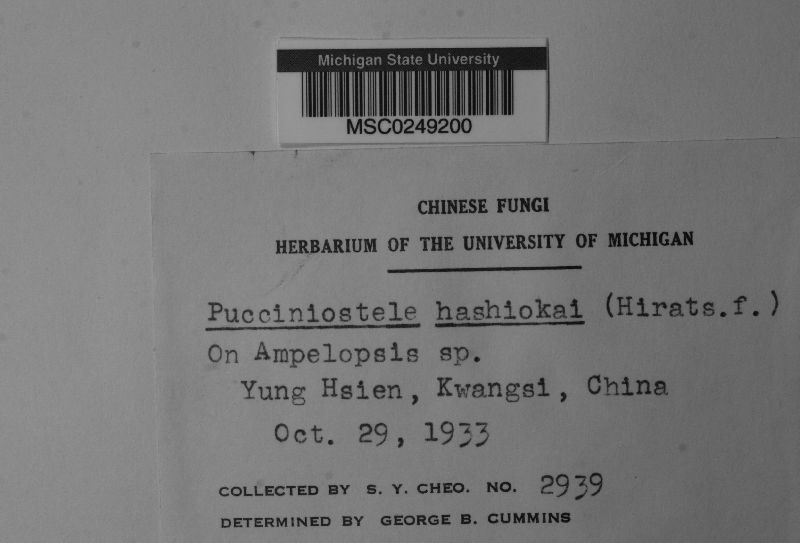 Michigan State University
MSC0249200
CHINESE FUNGI
HERBARIUM OF THE UNIVERSITY OF MICHIGAN
Pucciniostele hashiokai (Hirats.f.)
On Ampelopsis sp.
Yung Hsien, Kwangsi, China
Oct. 29, 1933
COLLECTED BY S. Y. CHEO. NO. 2939
DETERMINED BY GEORGE B. CUMMINS